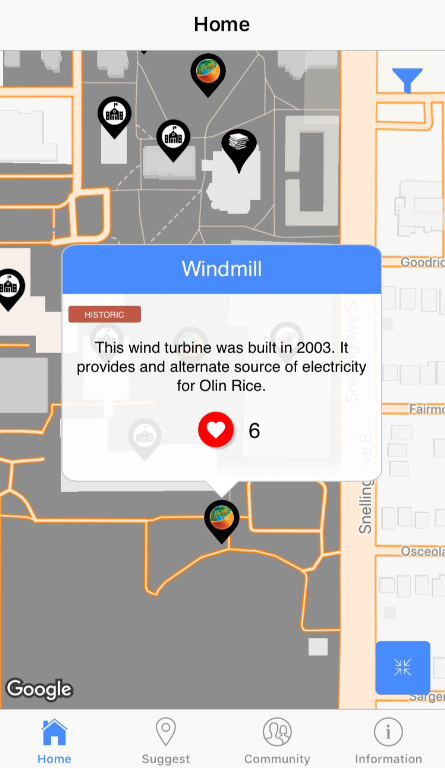 Home
Windmill
HISTORIC
This wind turbine was built in 2003. It
provides and alternate source of electricity
for Olin Rice.
6
Goodric
Snelling Ave S
Fairmo
Snelling Ave S
Osceola
Sargen
Google
Home
Suggest
Community
Information